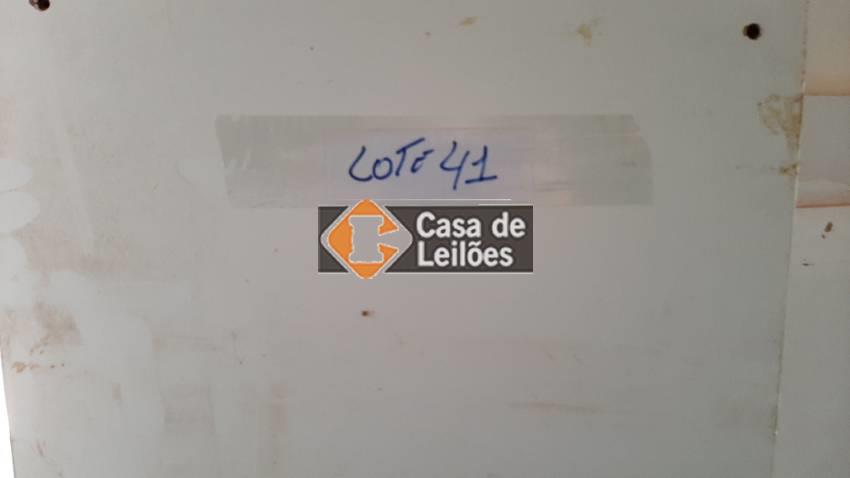 LOTE 41
Casa de
Leilões